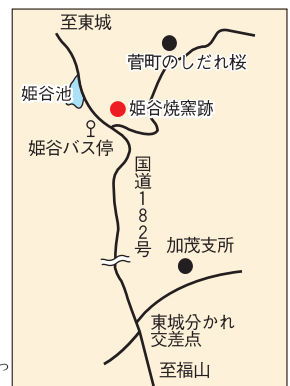 至東城
菅町のしだれ桜
姫谷池
姫谷焼窯跡
姫谷バス停
国道182号
加茂支所
東城分かれ
交差点
至福山
っ